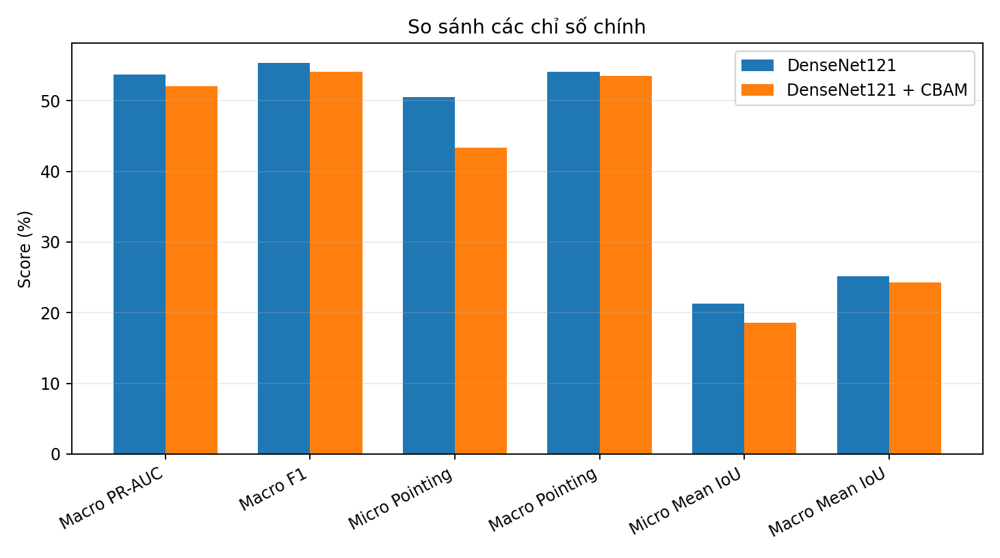 So sánh các chỉ số chính
DenseNet121
DenseNet121 + CBAM
Score (%)
50
40
30
20
10
0
Macro PR-AUC
Macro F1
Micro Pointing
Macro Pointing
Micro Mean IoU
Macro Mean IoU